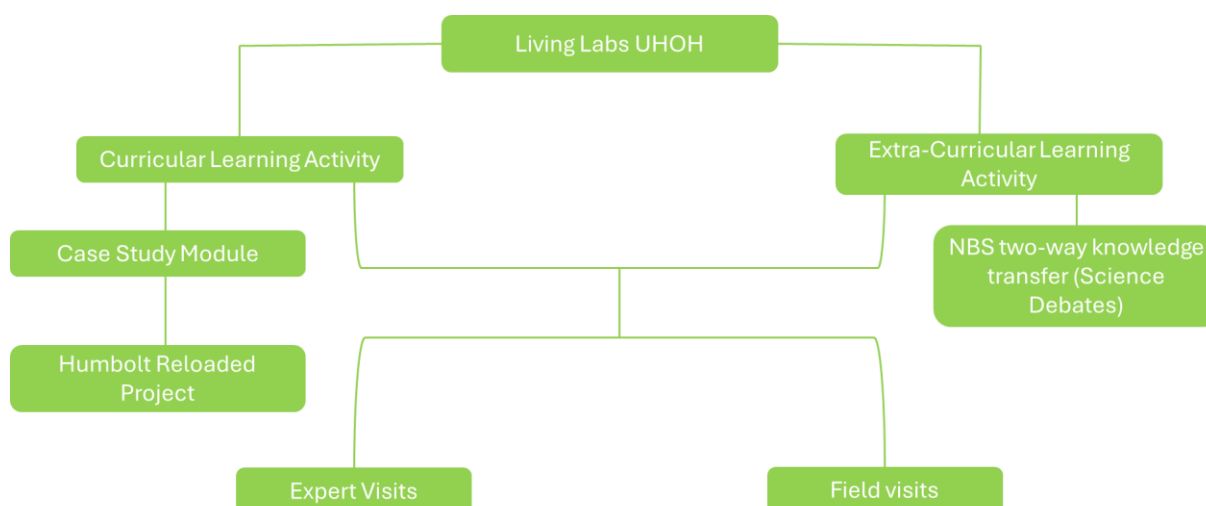 Living Labs UHOH
Curricular Learning Activity
Extra-Curricular Learning
Activity
Case Study Module
NBS two-way knowledge
transfer (Science
Debates)
Humbolt Reloaded
Project
Expert Visits
Field visits